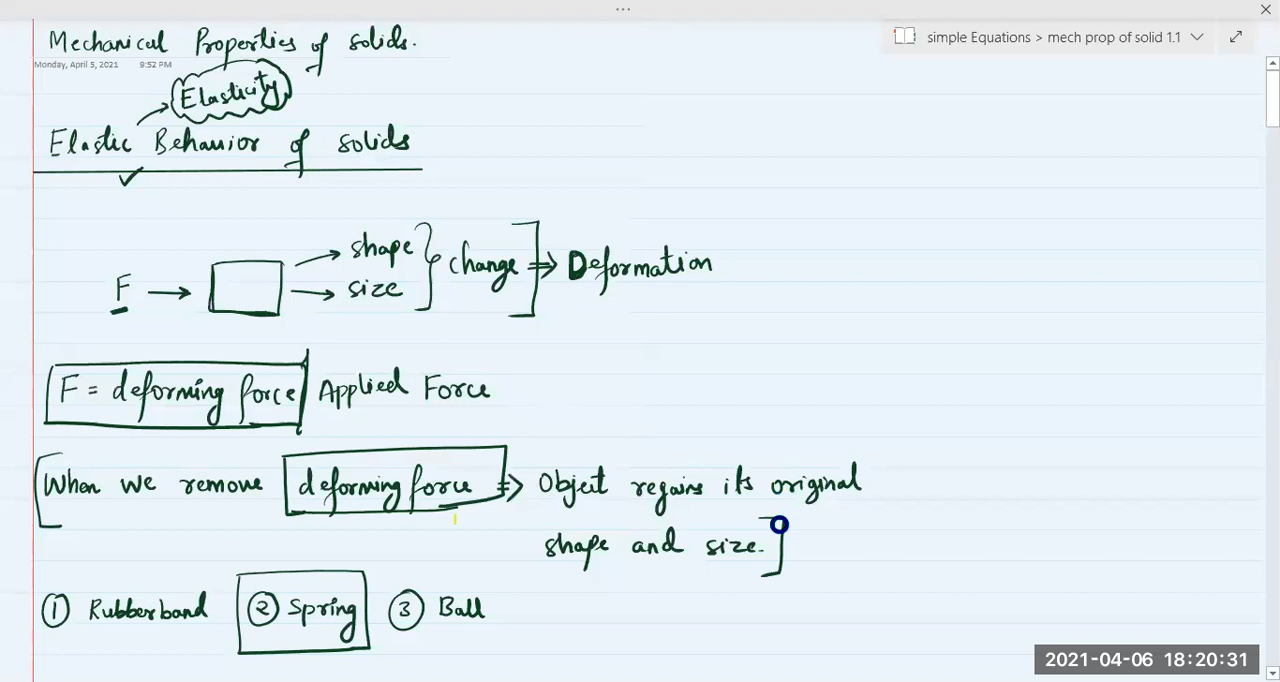 simple Equations > mech prop of solid 1.1
Mechanical Properties of solids.
Monday, April 5, 2021 9:52 PM
Elasticity
Elastic Behavior of solids
shape
F → size } change ⇒ Deformation
F = deforming force Applied Force
When we remove deforming force ⇒ Object regains its original
shape and size.
① Rubberband ② Spring ③ Ball
2021-04-06 18:20:31